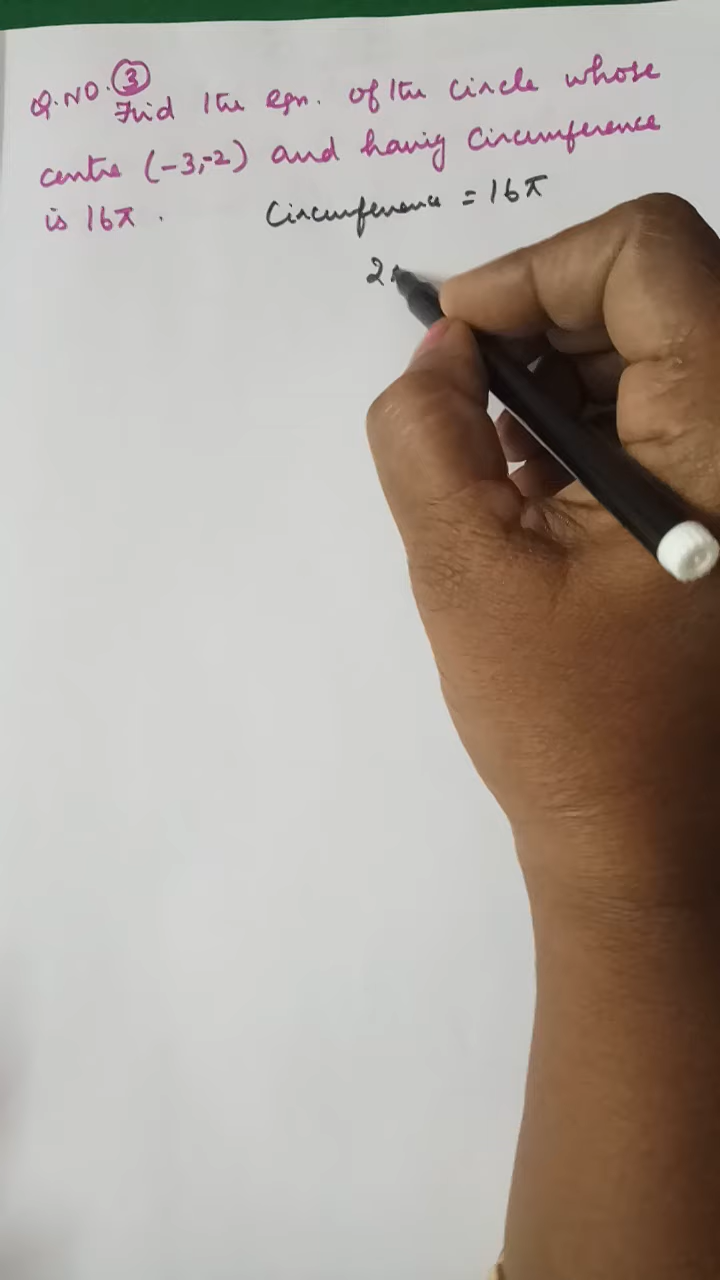 Q.NO. 3
Find the eqn. of the circle whose
centre (-3,-2) and having circumference
is 16π.
Circumference = 16π
2